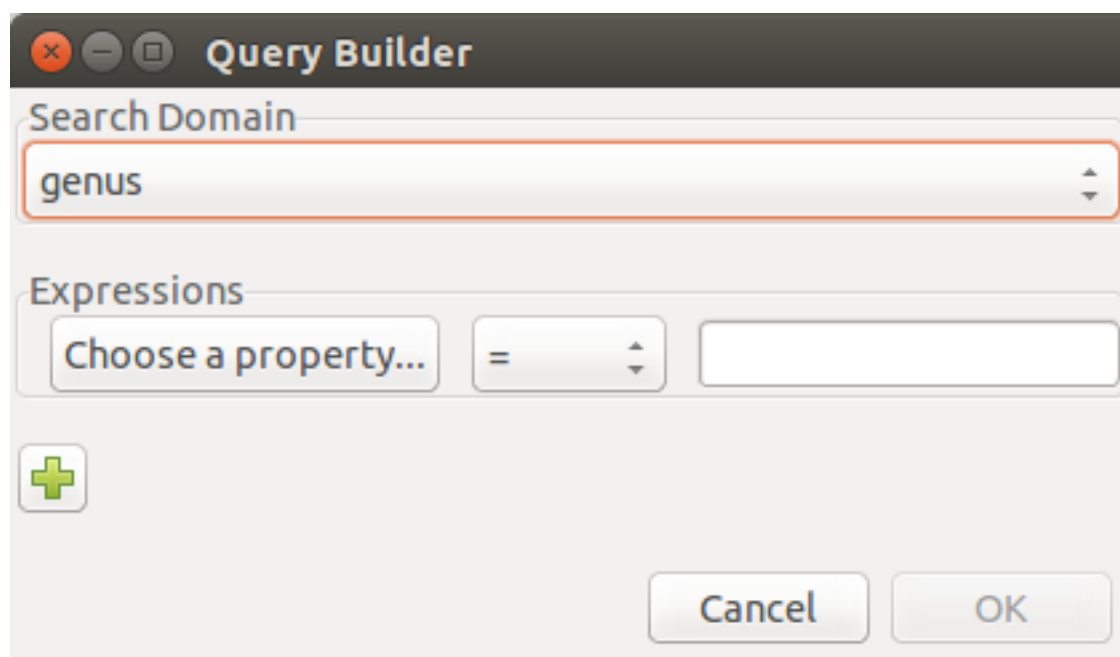 Query Builder
Search Domain
genus
Expressions
Choose a property... =
Cancel OK